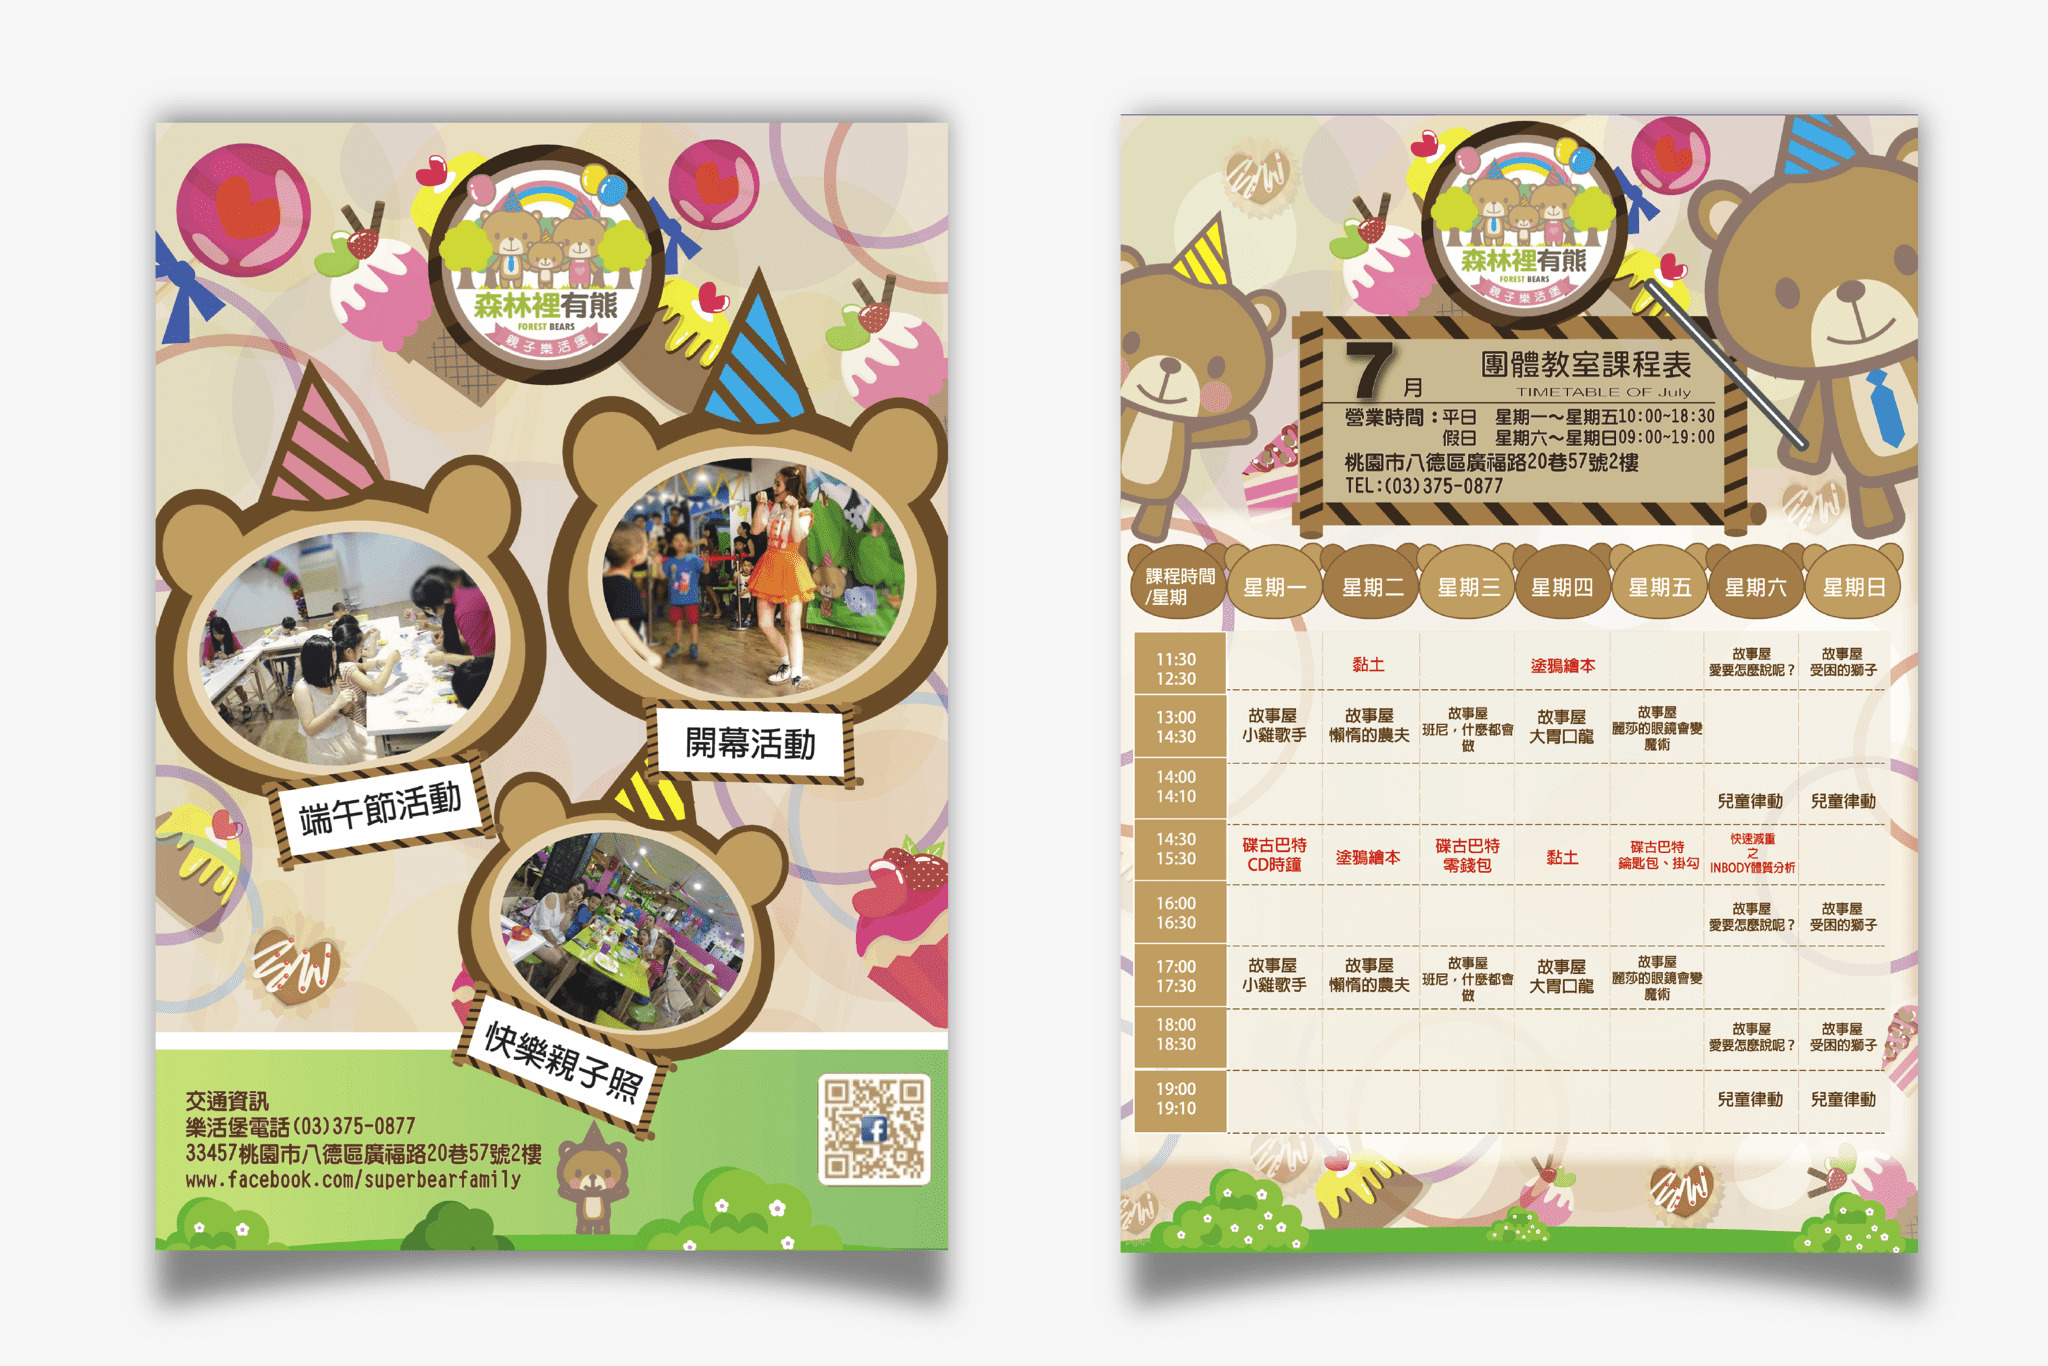 森林裡有熊
FOREST BEARS
親子樂活堡
開幕活動
端午節活動
快樂親子照
交通資訊
樂活堡電話(03)375-0877
33457桃園市八德區廣福路20巷57號2樓
www.facebook.com/superbearfamily
森林裡有熊
FOREST BEARS
親子樂活堡
7月 團體教室課程表
TIMETABLE OF July
營業時間：平日 星期一～星期五10:00~18:30
假日 星期六～星期日09:00~19:00
桃園市八德區廣福路20巷57號2樓
TEL:(03)375-0877
課程時間
/星期
星期一 星期二 星期三 星期四 星期五 星期六 星期日
11:30
12:30
黏土
塗鴉繪本
故事屋
愛要怎麼說呢？
故事屋
受困的獅子
13:00
14:30
故事屋
小雞歌手
故事屋
懶惰的農夫
故事屋
班尼，什麼都會
做
故事屋
大胃口龍
故事屋
麗莎的眼鏡會變
魔術
14:00
14:10
兒童律動
兒童律動
14:30
15:30
碟古巴特
CD時鐘
塗鴉繪本
碟古巴特
零錢包
黏土
碟古巴特
鑰匙包、掛勾
快速減重
之
INBODY體質分析
16:00
16:30
故事屋
愛要怎麼說呢？
故事屋
受困的獅子
17:00
17:30
故事屋
小雞歌手
故事屋
懶惰的農夫
故事屋
班尼，什麼都會
做
故事屋
大胃口龍
故事屋
麗莎的眼鏡會變
魔術
18:00
18:30
故事屋
愛要怎麼說呢？
故事屋
受困的獅子
19:00
19:10
兒童律動
兒童律動